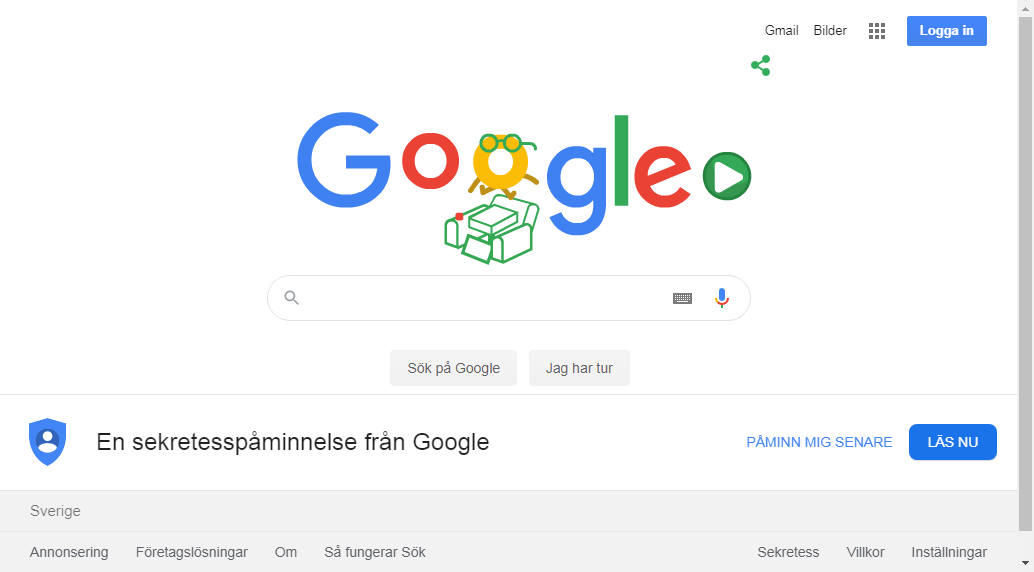 Gmail Bilder Logga in
Google
Sök på Google Jag har tur
En sekretesspåminnelse från Google PÅMINN MIG SENARE LÄS NU
Sverige
Annonsering Företagslösningar Om Så fungerar Sök Sekretess Villkor Inställningar